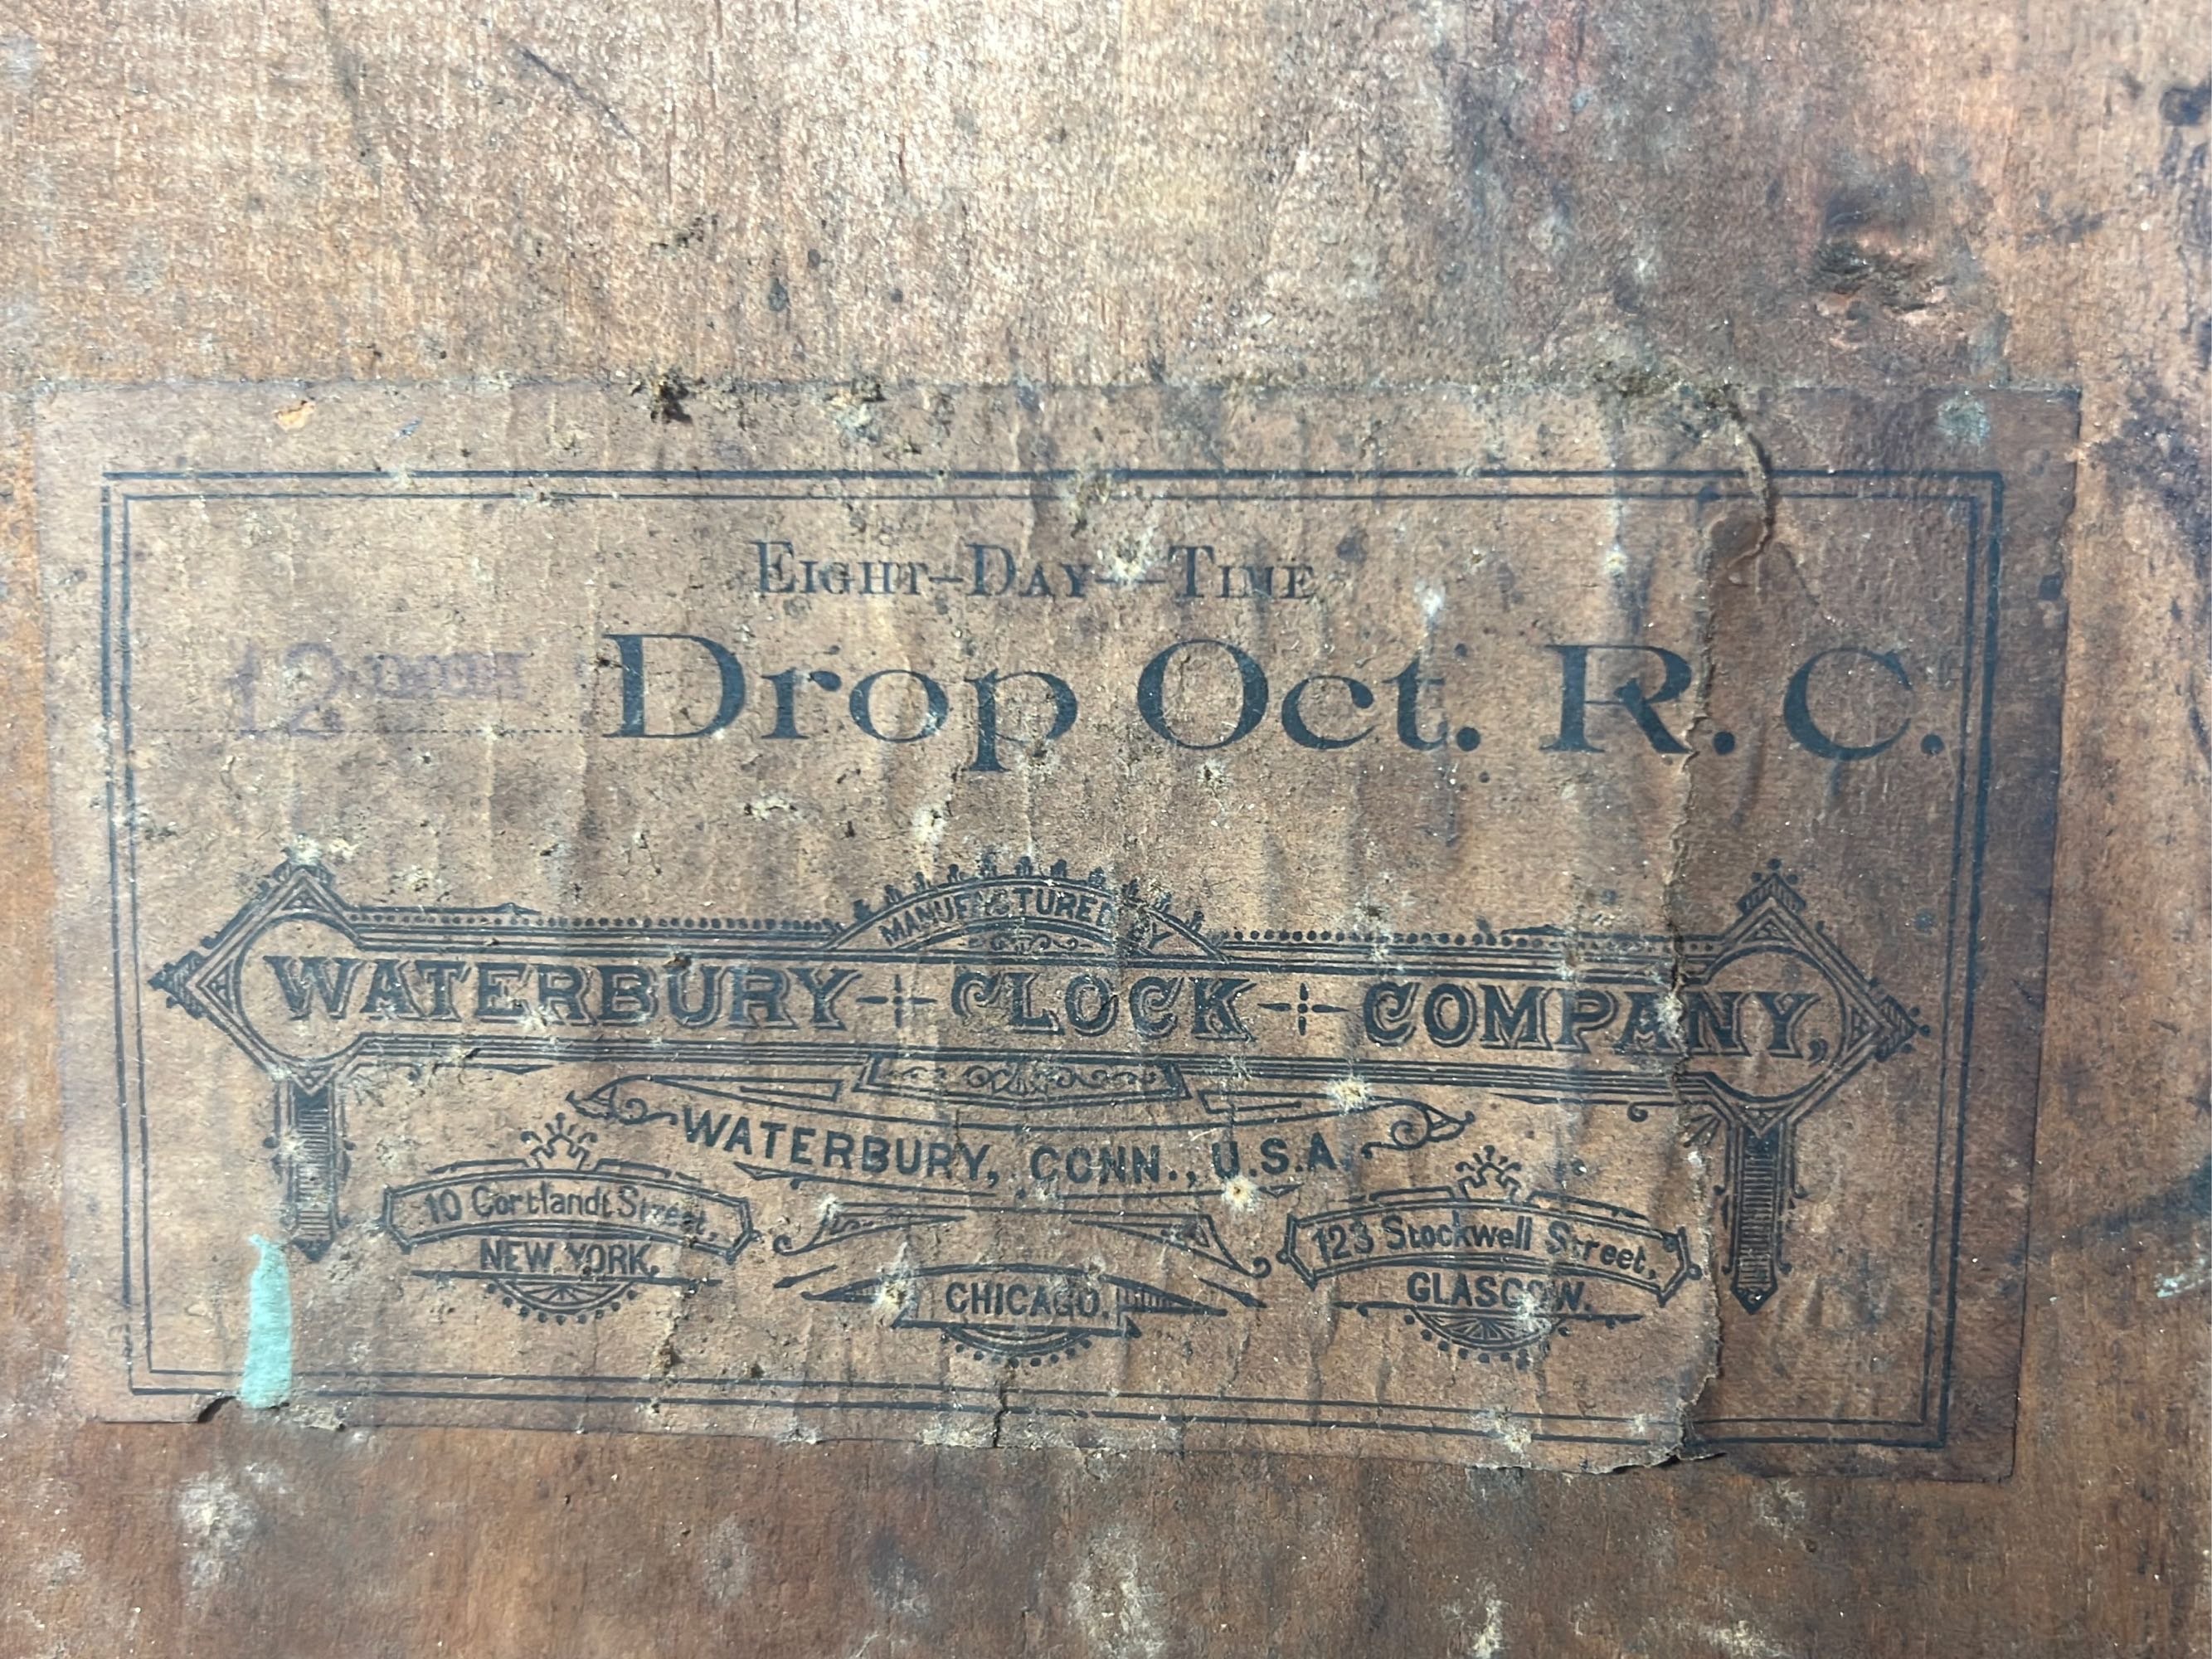 EIGHT-DAY—TIME
12 INCH Drop Oct. R. C.
MANUFACTURED BY
WATERBURY CLOCK COMPANY,
WATERBURY, CONN., U.S.A.
10 Cortlandt Street,
NEW YORK.
CHICAGO.
123 Stockwell Street,
GLASGOW.